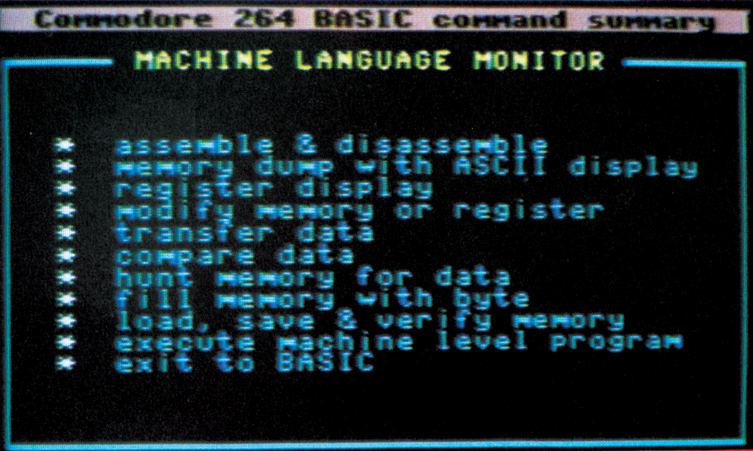 Commodore 264 BASIC command summary
MACHINE LANGUAGE MONITOR
* assemble & disassemble
* memory dump with ASCII display
* register display
* modify memory or register
* transfer data
* compare data
* hunt memory for data
* fill memory with byte
* load, save & verify memory
* execute machine level program
* exit to BASIC